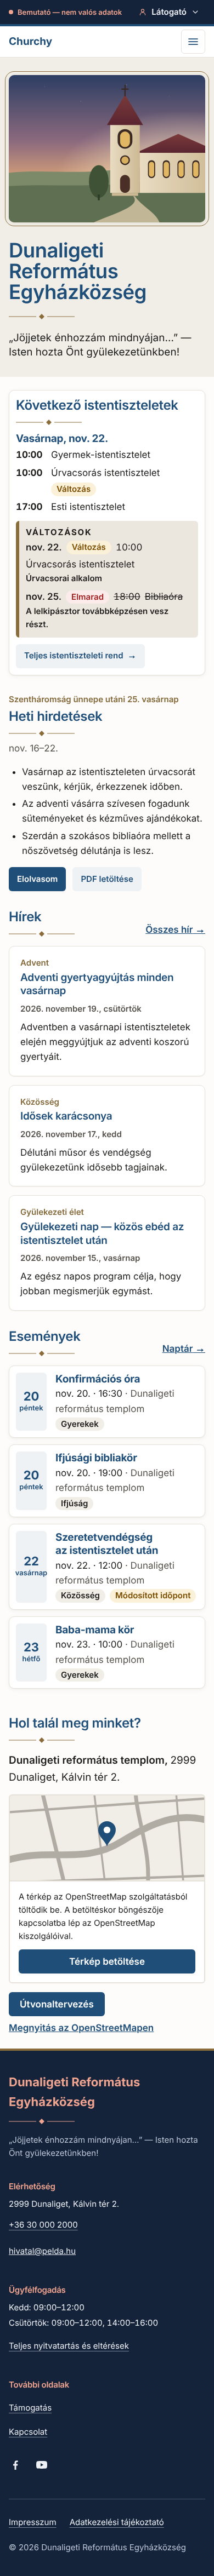 Bemutató — nem valós adatok
Látogató
Churchy
Dunaligeti
Református
Egyházközség
„Jöjjetek énhozzám mindnyájan…” —
Isten hozta Önt gyülekezetünkben!
Következő istentiszteletek
Vasárnap, nov. 22.
10:00 Gyermek-istentisztelet
10:00 Úrvacsorás istentisztelet
Változás
17:00 Esti istentisztelet
VÁLTOZÁSOK
nov. 22. Változás 10:00
Úrvacsorás istentisztelet
Úrvacsorai alkalom
nov. 25. Elmarad 18:00 Bibliaóra
A lelkipásztor továbbképzésen vesz
részt.
Teljes istentiszteleti rend →
Szentháromság ünnepe utáni 25. vasárnap
Heti hirdetések
nov. 16–22.
• Vasárnap az istentiszteleten úrvacsorát
veszünk, kérjük, érkezzenek időben.
• Az adventi vásárra szívesen fogadunk
süteményeket és kézműves ajándékokat.
• Szerdán a szokásos bibliaóra mellett a
nőszövetség délutánja is lesz.
Elolvasom
PDF letöltése
Hírek
Összes hír →
Advent
Adventi gyertyagyújtás minden
vasárnap
2026. november 19., csütörtök
Adventben a vasárnapi istentiszteletek
elején meggyújtjuk az adventi koszorú
gyertyáit.
Közösség
Idősek karácsonya
2026. november 17., kedd
Délutáni műsor és vendégség
gyülekezetünk idősebb tagjainak.
Gyülekezeti élet
Gyülekezeti nap — közös ebéd az
istentisztelet után
2026. november 15., vasárnap
Az egész napos program célja, hogy
jobban megismerjük egymást.
Események
Naptár →
20
péntek
Konfirmációs óra
nov. 20. · 16:30 · Dunaligeti
református templom
Gyerekek
20
péntek
Ifjúsági bibliakör
nov. 20. · 19:00 · Dunaligeti
református templom
Ifjúság
22
vasárnap
Szeretetvendégség
az istentisztelet után
nov. 22. · 12:00 · Dunaligeti
református templom
Közösség Módosított időpont
23
hétfő
Baba-mama kör
nov. 23. · 10:00 · Dunaligeti
református templom
Gyerekek
Hol talál meg minket?
Dunaligeti református templom, 2999
Dunaliget, Kálvin tér 2.
A térkép az OpenStreetMap szolgáltatásból
töltődik be. A betöltéskor böngészője
kapcsolatba lép az OpenStreetMap
kiszolgálóival.
Térkép betöltése
Útvonaltervezés
Megnyitás az OpenStreetMapen
Dunaligeti Református
Egyházközség
„Jöjjetek énhozzám mindnyájan…” — Isten hozta
Önt gyülekezetünkben!
Elérhetőség
2999 Dunaliget, Kálvin tér 2.
+36 30 000 2000
hivatal@pelda.hu
Ügyfélfogadás
Kedd: 09:00–12:00
Csütörtök: 09:00–12:00, 14:00–16:00
Teljes nyitvatartás és eltérések
További oldalak
Támogatás
Kapcsolat
Impresszum
Adatkezelési tájékoztató
© 2026 Dunaligeti Református Egyházközség